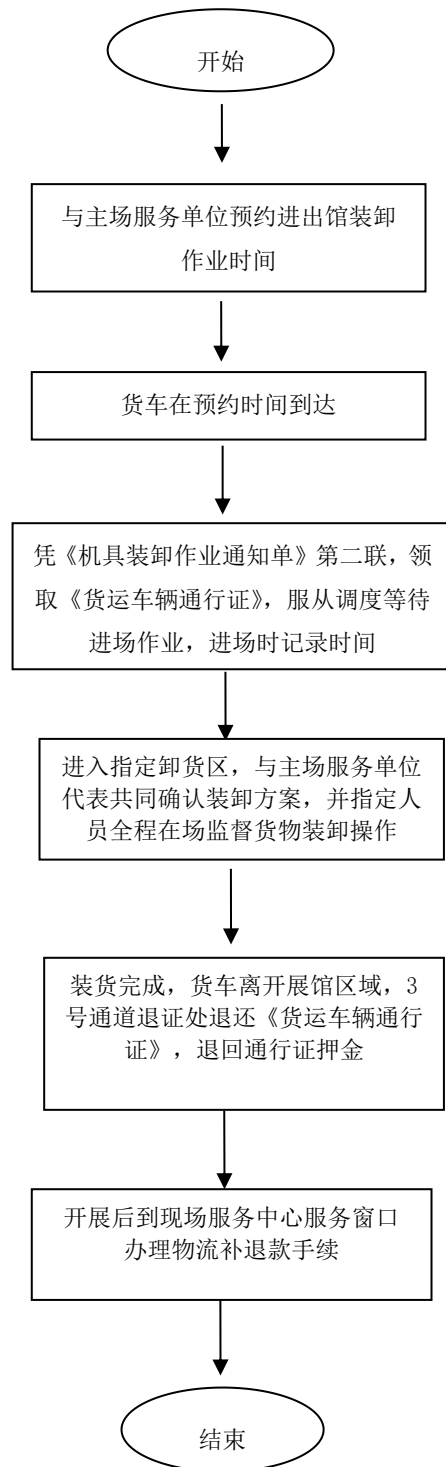 开始
与主场服务单位预约进出馆装卸
作业时间
货车在预约时间到达
凭《机具装卸作业通知单》第二联，领
取《货运车辆通行证》，服从调度等待
进场作业，进场时记录时间
进入指定卸货区，与主场服务单位
代表共同确认装卸方案，并指定人
员全程在场监督货物装卸操作
装货完成，货车离开展馆区域，3
号通道退证处退还《货运车辆通行
证》，退回通行证押金
开展后到现场服务中心服务窗口
办理物流补退款手续
结束